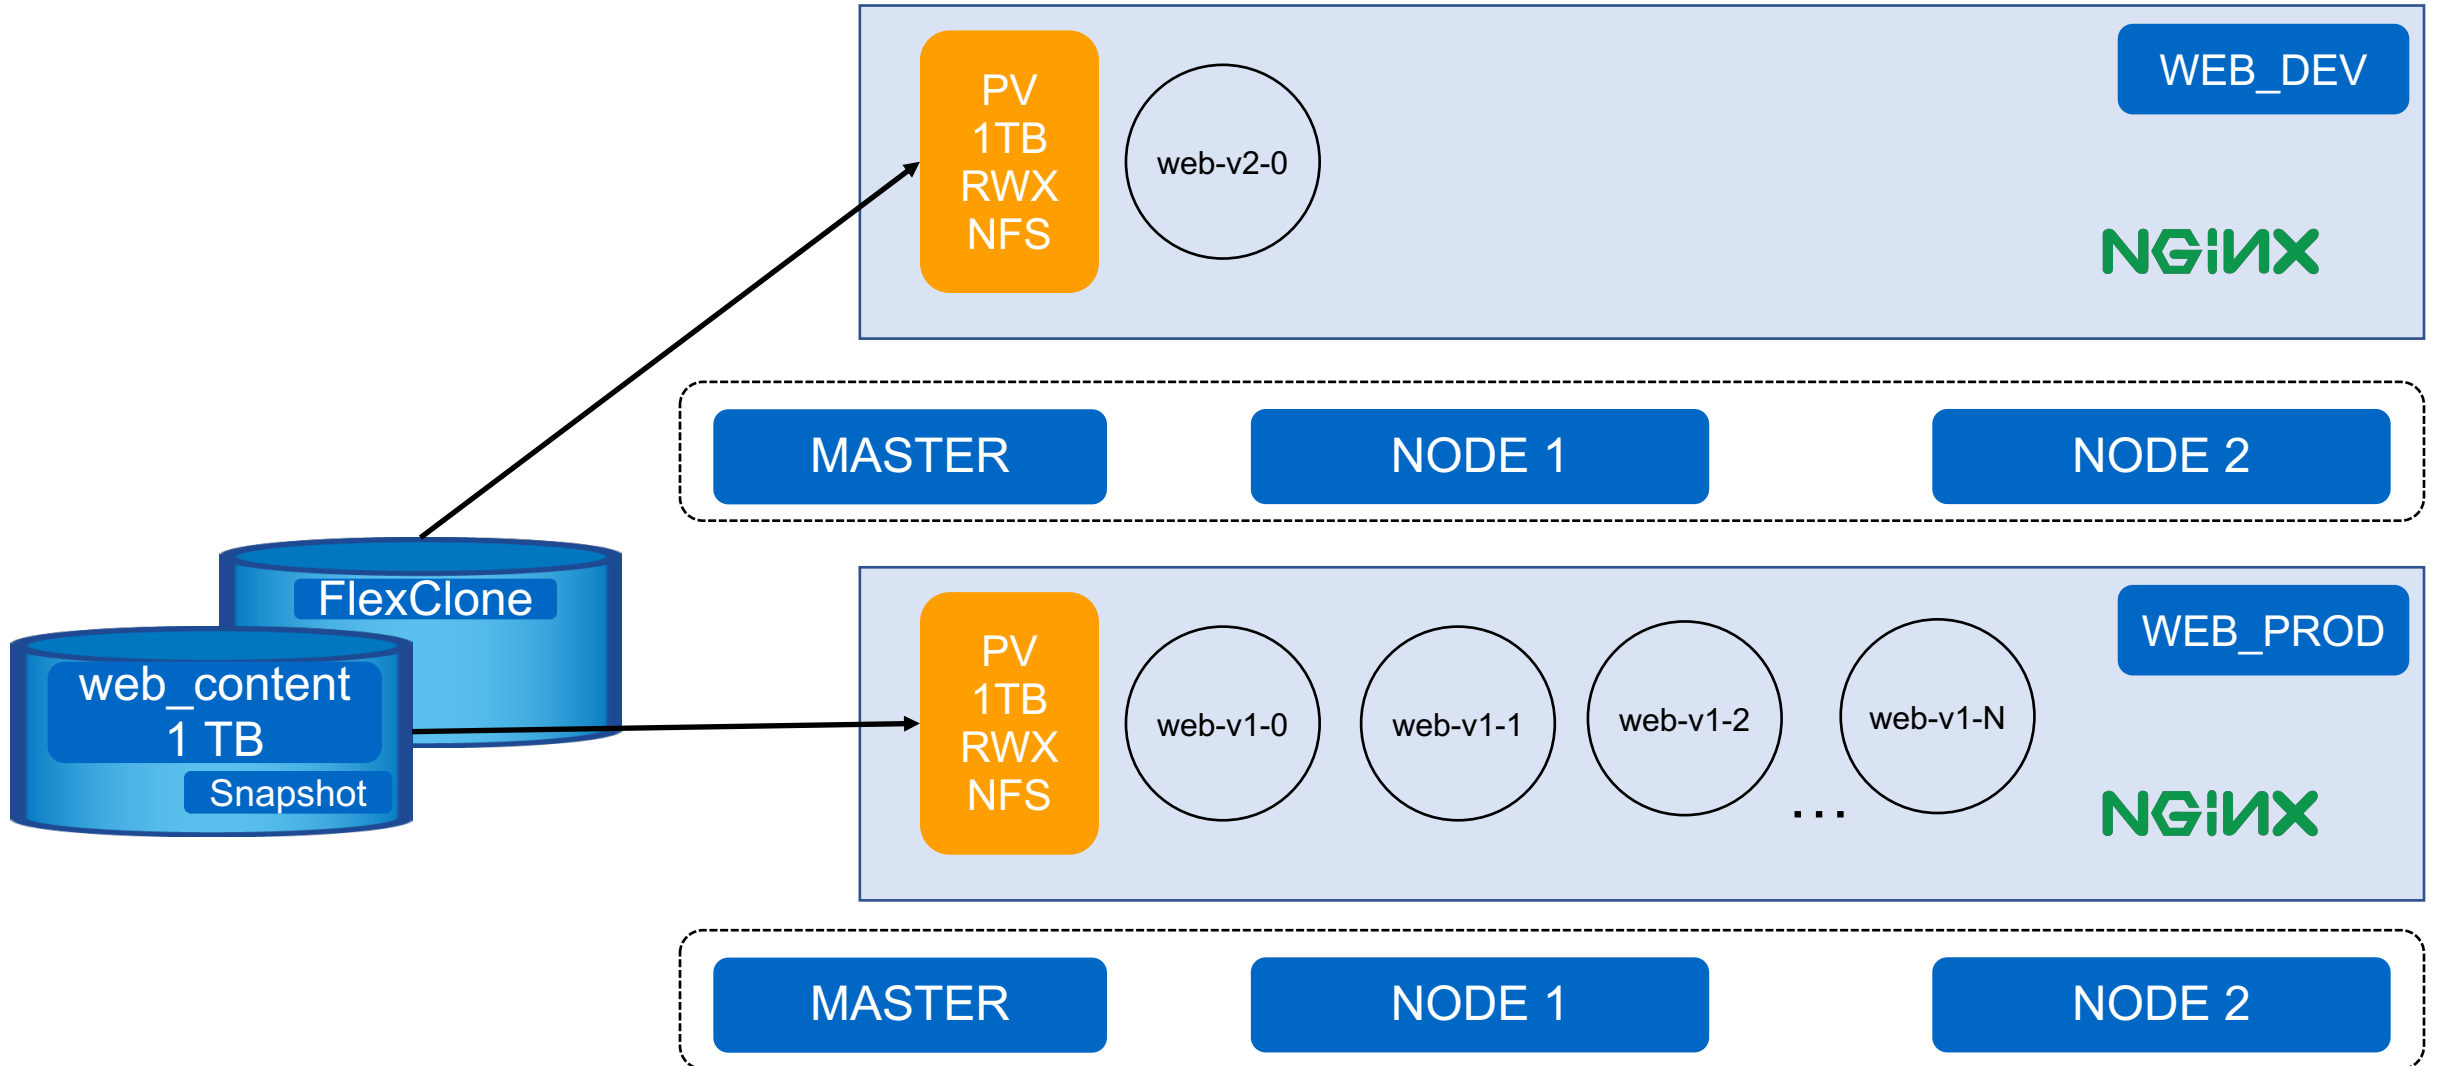 PV
1TB
RWX
NFS
web-v2-0
WEB_DEV
NGINX
MASTER
NODE 1
NODE 2
FlexClone
web_content
1 TB
Snapshot
PV
1TB
RWX
NFS
web-v1-0
web-v1-1
web-v1-2
...
web-v1-N
WEB_PROD
NGINX
MASTER
NODE 1
NODE 2